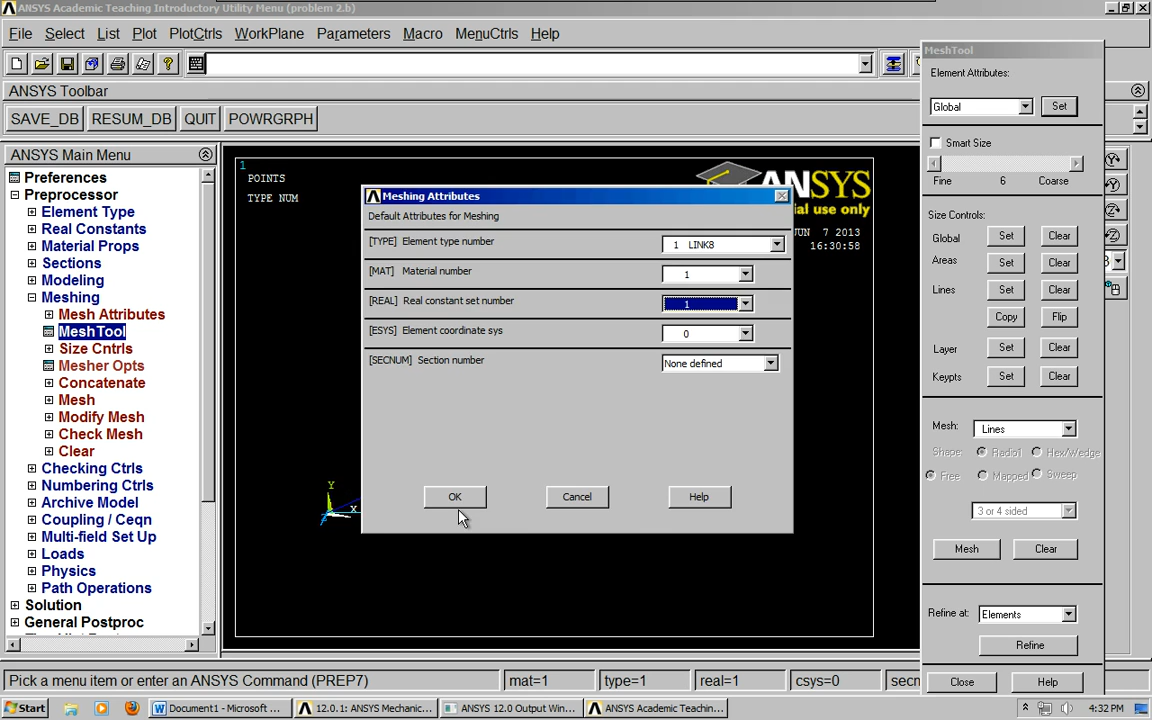 ANSYS Academic Teaching Introductory Utility Menu (problem 2.b)
File Select List Plot PlotCtrls WorkPlane Parameters Macro MenuCtrls Help
ANSYS Toolbar
SAVE_DB RESUM_DB QUIT POWRGRPH
ANSYS Main Menu
Preferences
Preprocessor
Element Type
Real Constants
Material Props
Sections
Modeling
Meshing
Mesh Attributes
MeshTool
Size Cntrls
Mesher Opts
Concatenate
Mesh
Modify Mesh
Check Mesh
Clear
Checking Ctrls
Numbering Ctrls
Archive Model
Coupling / Ceqn
Multi-field Set Up
Loads
Physics
Path Operations
Solution
General Postproc
1
POINTS
TYPE NUM
ANSYS
ial use only
JUN 7 2013
16:30:58
Y
X
Meshing Attributes
Default Attributes for Meshing
[TYPE] Element type number 1 LINK8
[MAT] Material number 1
[REAL] Real constant set number 1
[ESYS] Element coordinate sys 0
[SECNUM] Section number None defined
OK Cancel Help
MeshTool
Element Attributes:
Global Set
Smart Size
Fine 6 Coarse
Size Controls:
Global Set Clear
Areas Set Clear
Lines Set Clear
Copy Flip
Layer Set Clear
Keypts Set Clear
Mesh: Lines
Shape: Radio1 Hex/Wedge
Free Mapped Sweep
3 or 4 sided
Mesh Clear
Refine at: Elements
Refine
Close Help
Pick a menu item or enter an ANSYS Command (PREP7) mat=1 type=1 real=1 csys=0 secn
Start Document1 - Microsoft ... 12.0.1: ANSYS Mechanic... ANSYS 12.0 Output Win... ANSYS Academic Teachin... 4:32 PM